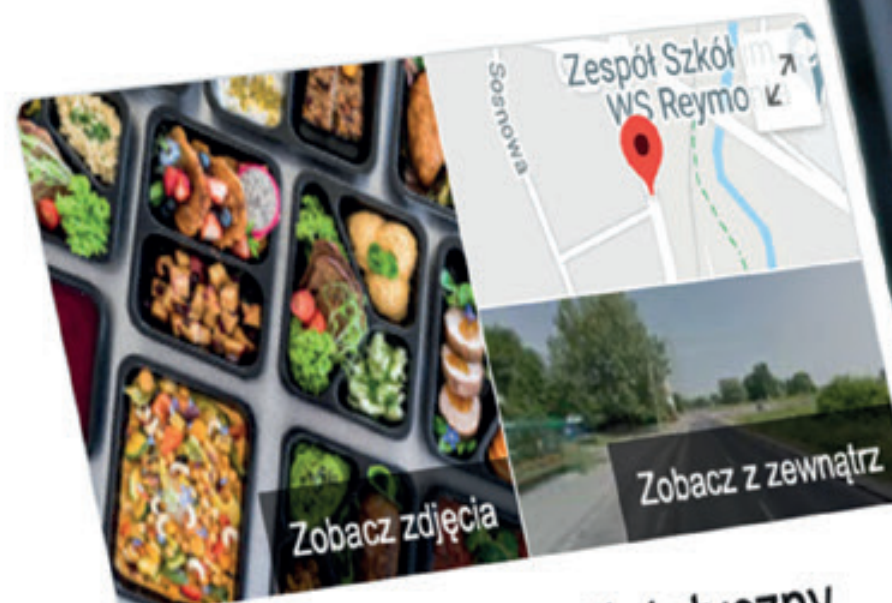 Sosnowa
Zespół Szkół
WS Reymo
Zobacz zdjęcia
Zobacz z zewnątrz